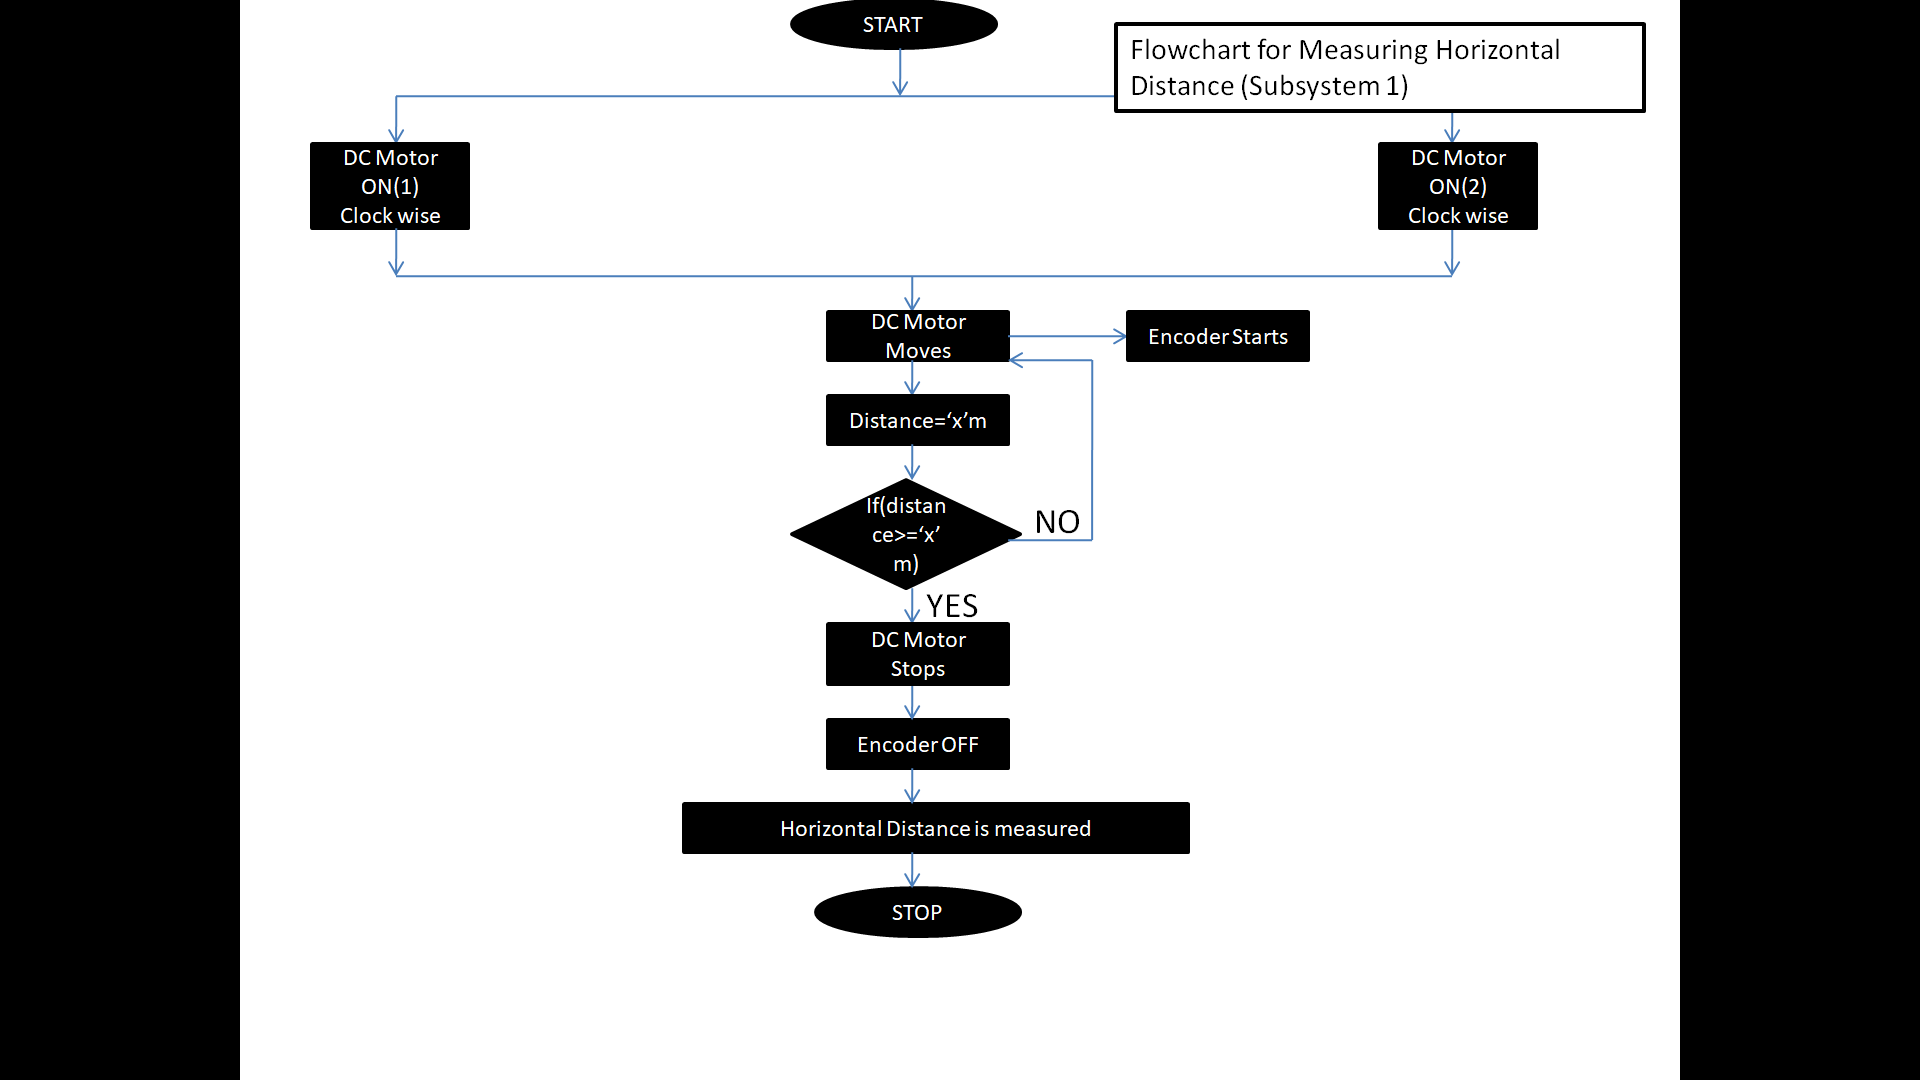 START
Flowchart for Measuring Horizontal
Distance (Subsystem 1)
DC Motor
ON(1)
Clock wise
DC Motor
ON(2)
Clock wise
DC Motor
Moves
Encoder Starts
Distance=‘x’m
If(distan
ce>=‘x’
m)
NO
YES
DC Motor
Stops
Encoder OFF
Horizontal Distance is measured
STOP